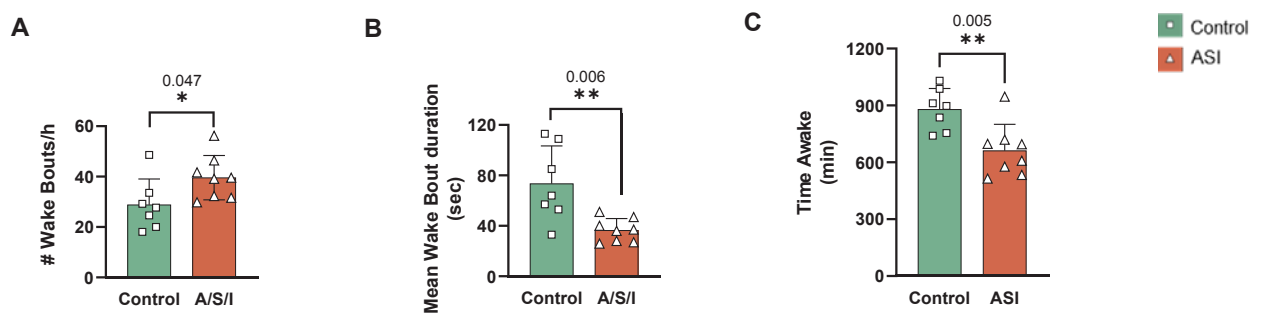 A
0.047
*
# Wake Bouts/h
60
40
20
0
Control A/S/I
B
0.006
**
Mean Wake Bout duration
(sec)
120
80
40
0
Control A/S/I
C
0.005
**
Time Awake
(min)
1200
900
600
300
0
Control ASI
Control
ASI